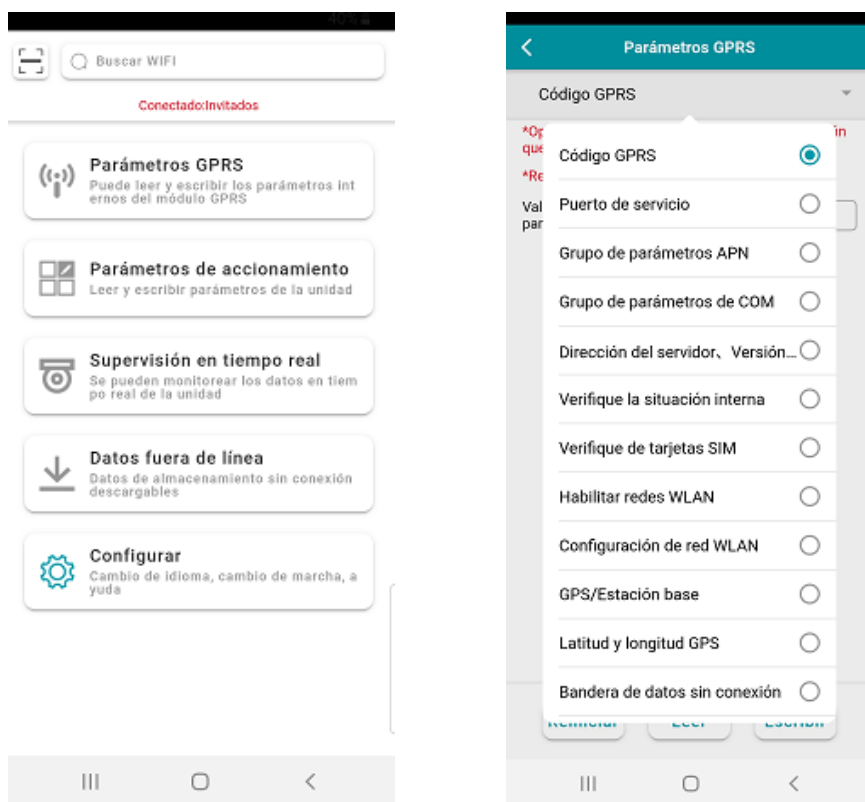 40%
Buscar WIFI
Conectado:Invitados
Parámetros GPRS
Puede leer y escribir los parámetros int
ernos del módulo GPRS
Parámetros de accionamiento
Leer y escribir parámetros de la unidad
Supervisión en tiempo real
Se pueden monitorear los datos en tiem
po real de la unidad
Datos fuera de línea
Datos de almacenamiento sin conexión
descargables
Configurar
Cambio de idioma, cambio de marcha, a
yuda
Parámetros GPRS
Código GPRS
Código GPRS
Puerto de servicio
Grupo de parámetros APN
Grupo de parámetros de COM
Dirección del servidor、Versión...
Verifique la situación interna
Verifique de tarjetas SIM
Habilitar redes WLAN
Configuración de red WLAN
GPS/Estación base
Latitud y longitud GPS
Bandera de datos sin conexión
Reiniciar Leer Escribir